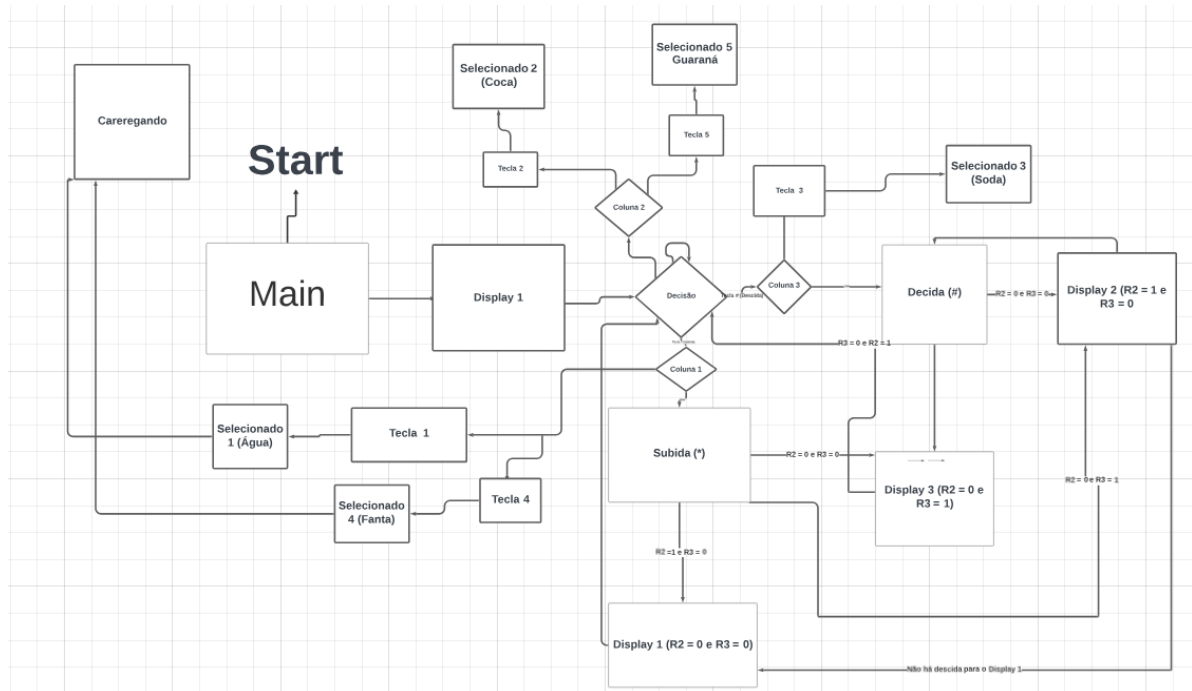 Selecionado 5
Guaraná
Selecionado 2
(Coca)
Careregando
Start
Tecla 5
Tecla 2
Selecionado 3
(Soda)
Tecla 3
Coluna 2
Main
Display 1
Decisão
Coluna 3
Decida (#)
R2 = 0 e R3 = 0
Display 2 (R2 = 1 e
R3 = 0
R3 = 0 e R2 = 1
Coluna 1
Selecionado
1 (Água)
Tecla 1
Subida (*)
R2 = 0 e R3 = 0
Display 3 (R2 = 0 e
R3 = 1)
R2 = 0 e R3 = 1
Selecionado
4 (Fanta)
Tecla 4
R2 =1 e R3 = 0
Display 1 (R2 = 0 e R3 = 0)
Não há descida para o Display 1